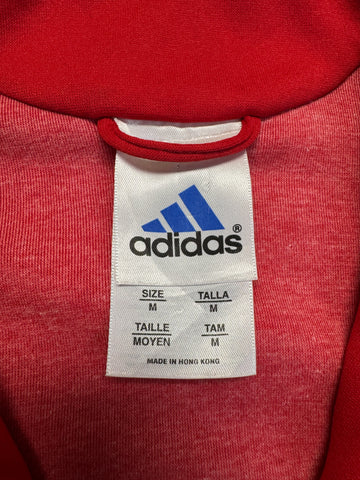 adidas®
SIZE TALLA
M M
TAILLE TAM
MOYEN M
MADE IN HONG KONG